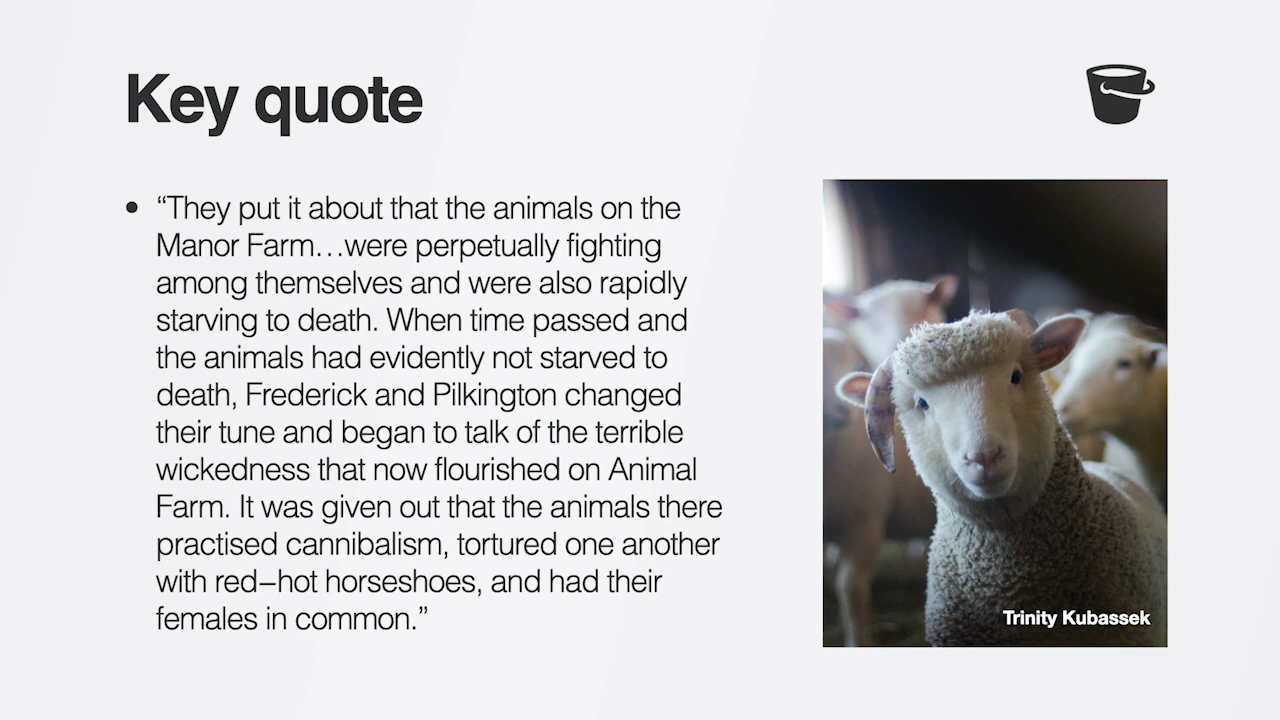 Key quote
• “They put it about that the animals on the
Manor Farm…were perpetually fighting
among themselves and were also rapidly
starving to death. When time passed and
the animals had evidently not starved to
death, Frederick and Pilkington changed
their tune and began to talk of the terrible
wickedness that now flourished on Animal
Farm. It was given out that the animals there
practised cannibalism, tortured one another
with red–hot horseshoes, and had their
females in common.”
Trinity Kubassek